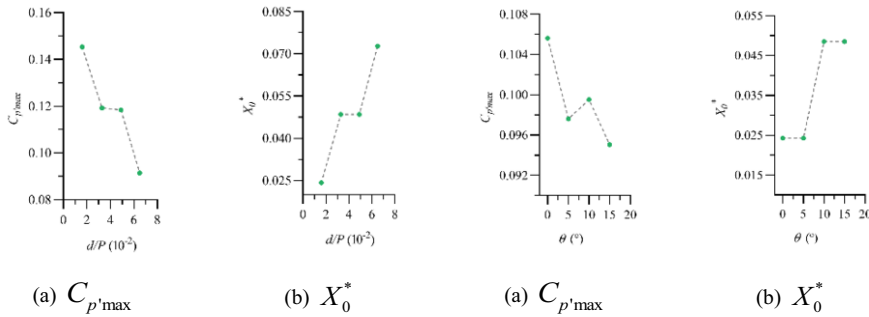 0.16
0.14
0.12
0.10
0.08
0 2 4 6 8
C_p'max
d/P (10⁻²)
(a) C_p'max
0.085
0.070
0.055
0.040
0.025
0 2 4 6 8
X_0^*
d/P (10⁻²)
(b) X_0^*
0.108
0.104
0.100
0.096
0.092
0 5 10 15 20
C_p'max
θ (°)
(a) C_p'max
0.055
0.045
0.035
0.025
0.015
0 5 10 15 20
X_0^*
θ (°)
(b) X_0^*